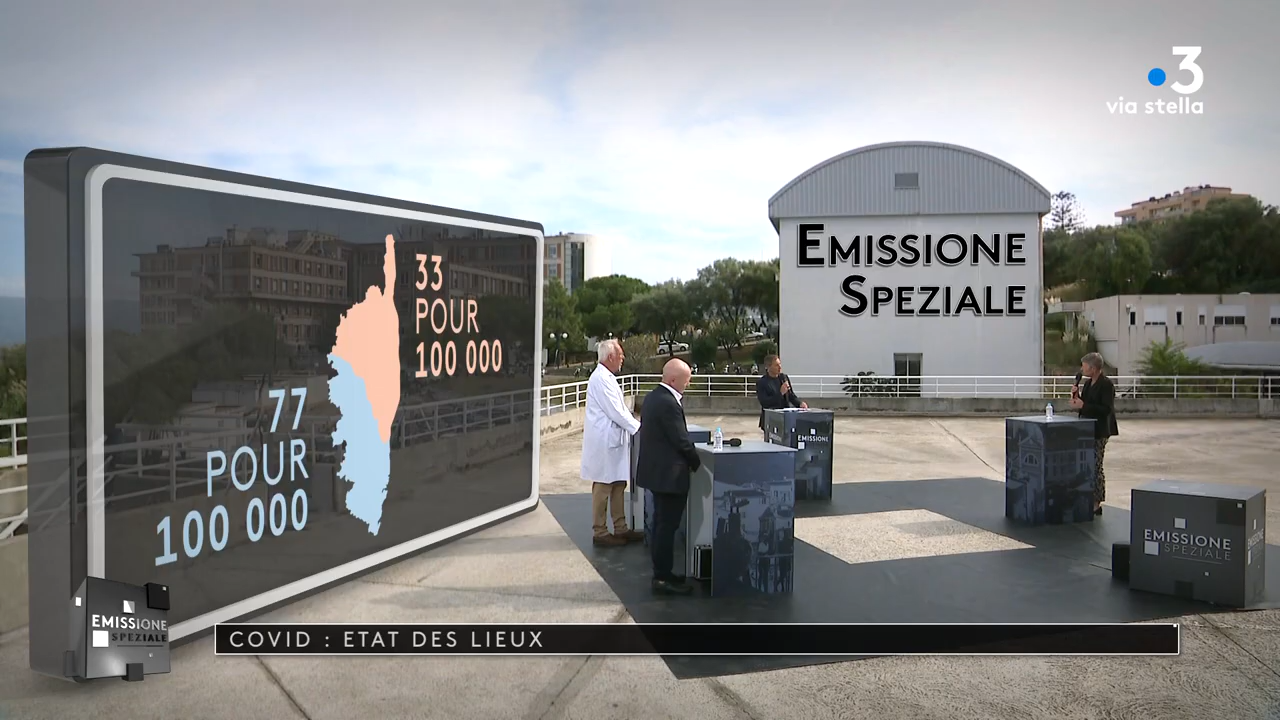 3
via stella
EMISSIONE
SPEZIALE
33
POUR
100 000
77
POUR
100 000
EMISSIONE
EMISSIONE
SPEZIALE
EMISSIONE
SPEZIALE
COVID : ETAT DES LIEUX